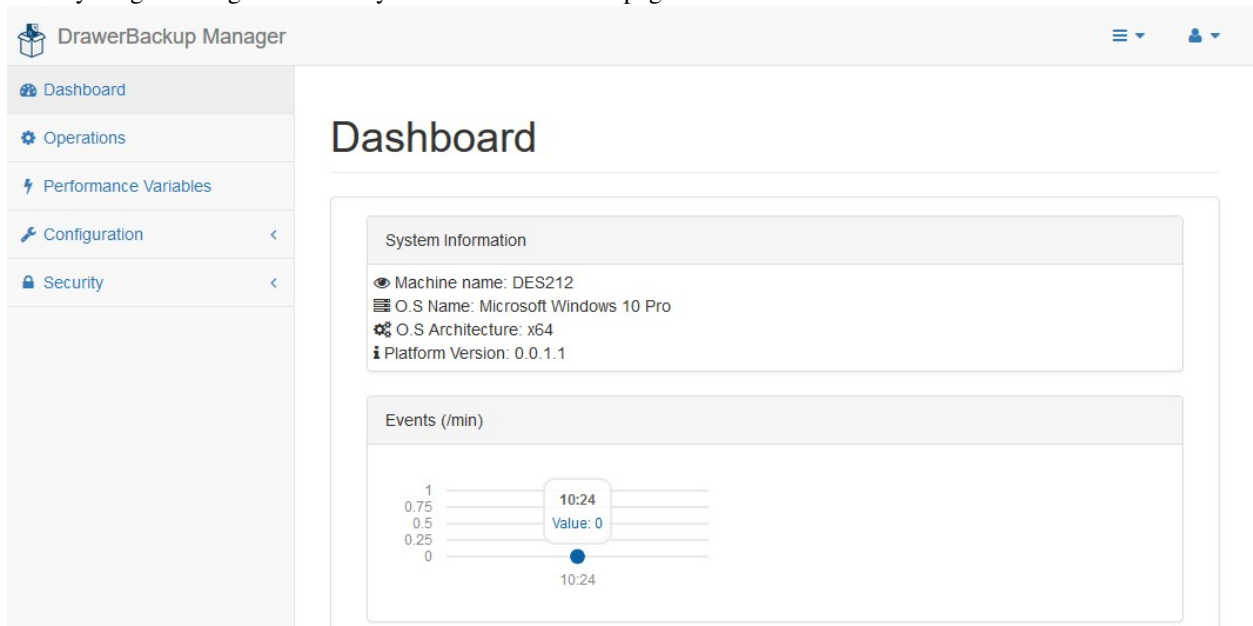 DrawerBackup Manager
Dashboard
Operations
Performance Variables
Configuration
Security
Dashboard
System Information
Machine name: DES212
O.S Name: Microsoft Windows 10 Pro
O.S Architecture: x64
Platform Version: 0.0.1.1
Events (/min)
1
0.75
0.5
0.25
0
10:24
Value: 0
10:24